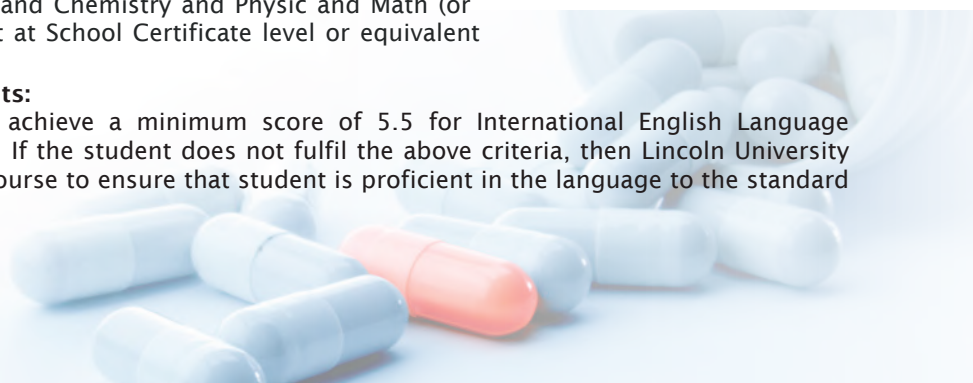 and Chemistry and Physic and Math (or
at School Certificate level or equivalent
ts:
achieve a minimum score of 5.5 for International English Language
If the student does not fulfil the above criteria, then Lincoln University
ourse to ensure that student is proficient in the language to the standard